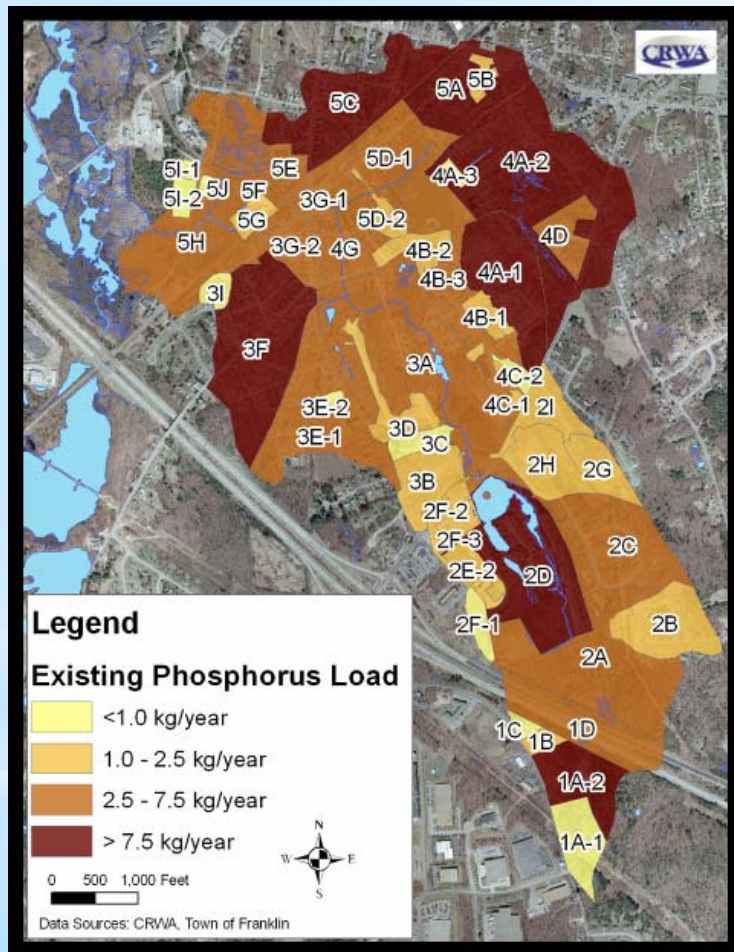 CRWA
5B
5A
5C
4A-2
5D-1
4A-3
5E
5I-1
5J
5F
5I-2
3G-1
5G
5D-2
4D
5H
3G-2
4G
4B-2
4B-3
4A-1
3I
4B-1
3F
3A
4C-2
3E-2
4C-1
2I
3E-1
3D
3C
2H
2G
3B
2F-2
2F-3
2C
2E-2
2D
2F-1
2B
2A
1C
1D
1B
1A-2
1A-1
Legend
Existing Phosphorus Load
<1.0 kg/year
1.0 - 2.5 kg/year
2.5 - 7.5 kg/year
> 7.5 kg/year
N
W
E
S
0 500 1,000 Feet
Data Sources: CRWA, Town of Franklin